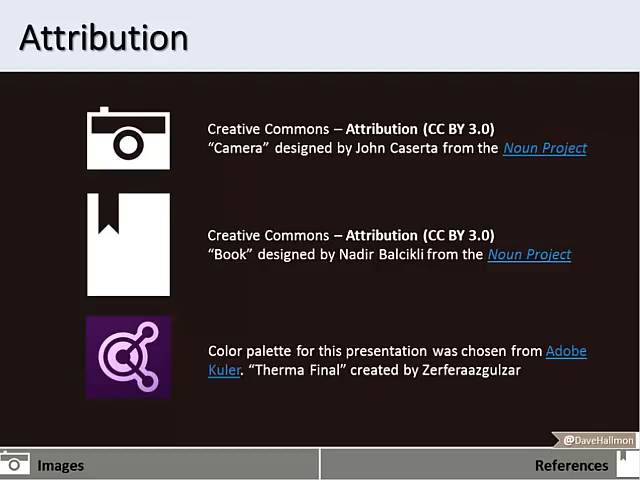 Attribution
Creative Commons – Attribution (CC BY 3.0)
“Camera” designed by John Caserta from the Noun Project
Creative Commons – Attribution (CC BY 3.0)
“Book” designed by Nadir Balcikli from the Noun Project
Color palette for this presentation was chosen from Adobe
Kuler. “Therma Final” created by Zerferaazgulzar
@DaveHallmon
Images
References